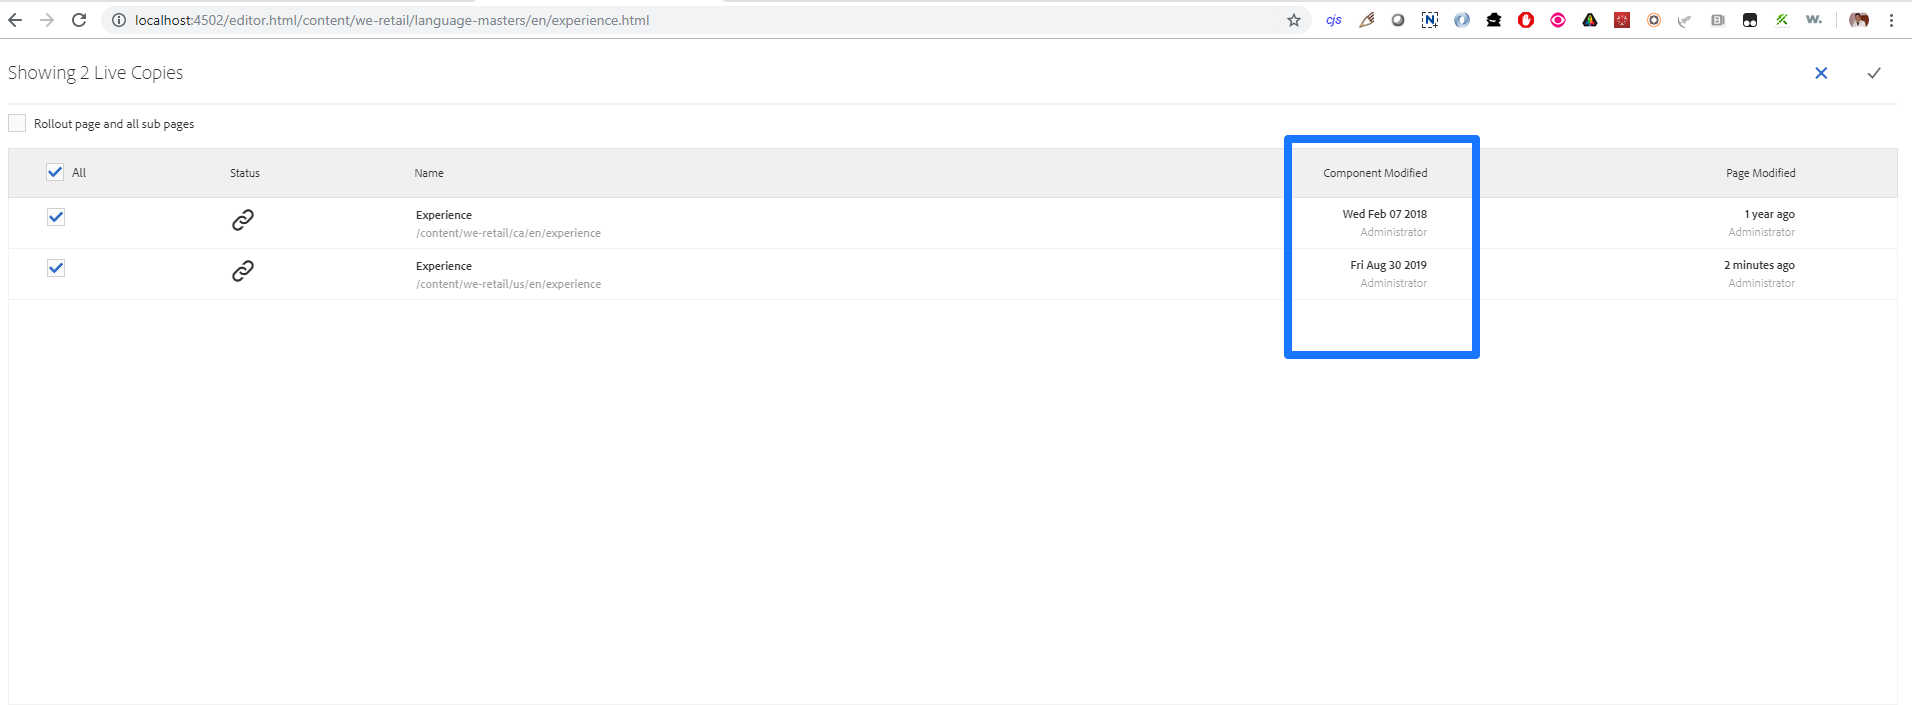 localhost:4502/editor.html/content/we-retail/language-masters/en/experience.html
cjs
N
B
w.
Showing 2 Live Copies
Rollout page and all sub pages
All Status Name Component Modified Page Modified
Experience Wed Feb 07 2018 1 year ago
/content/we-retail/ca/en/experience Administrator Administrator
Experience Fri Aug 30 2019 2 minutes ago
/content/we-retail/us/en/experience Administrator Administrator